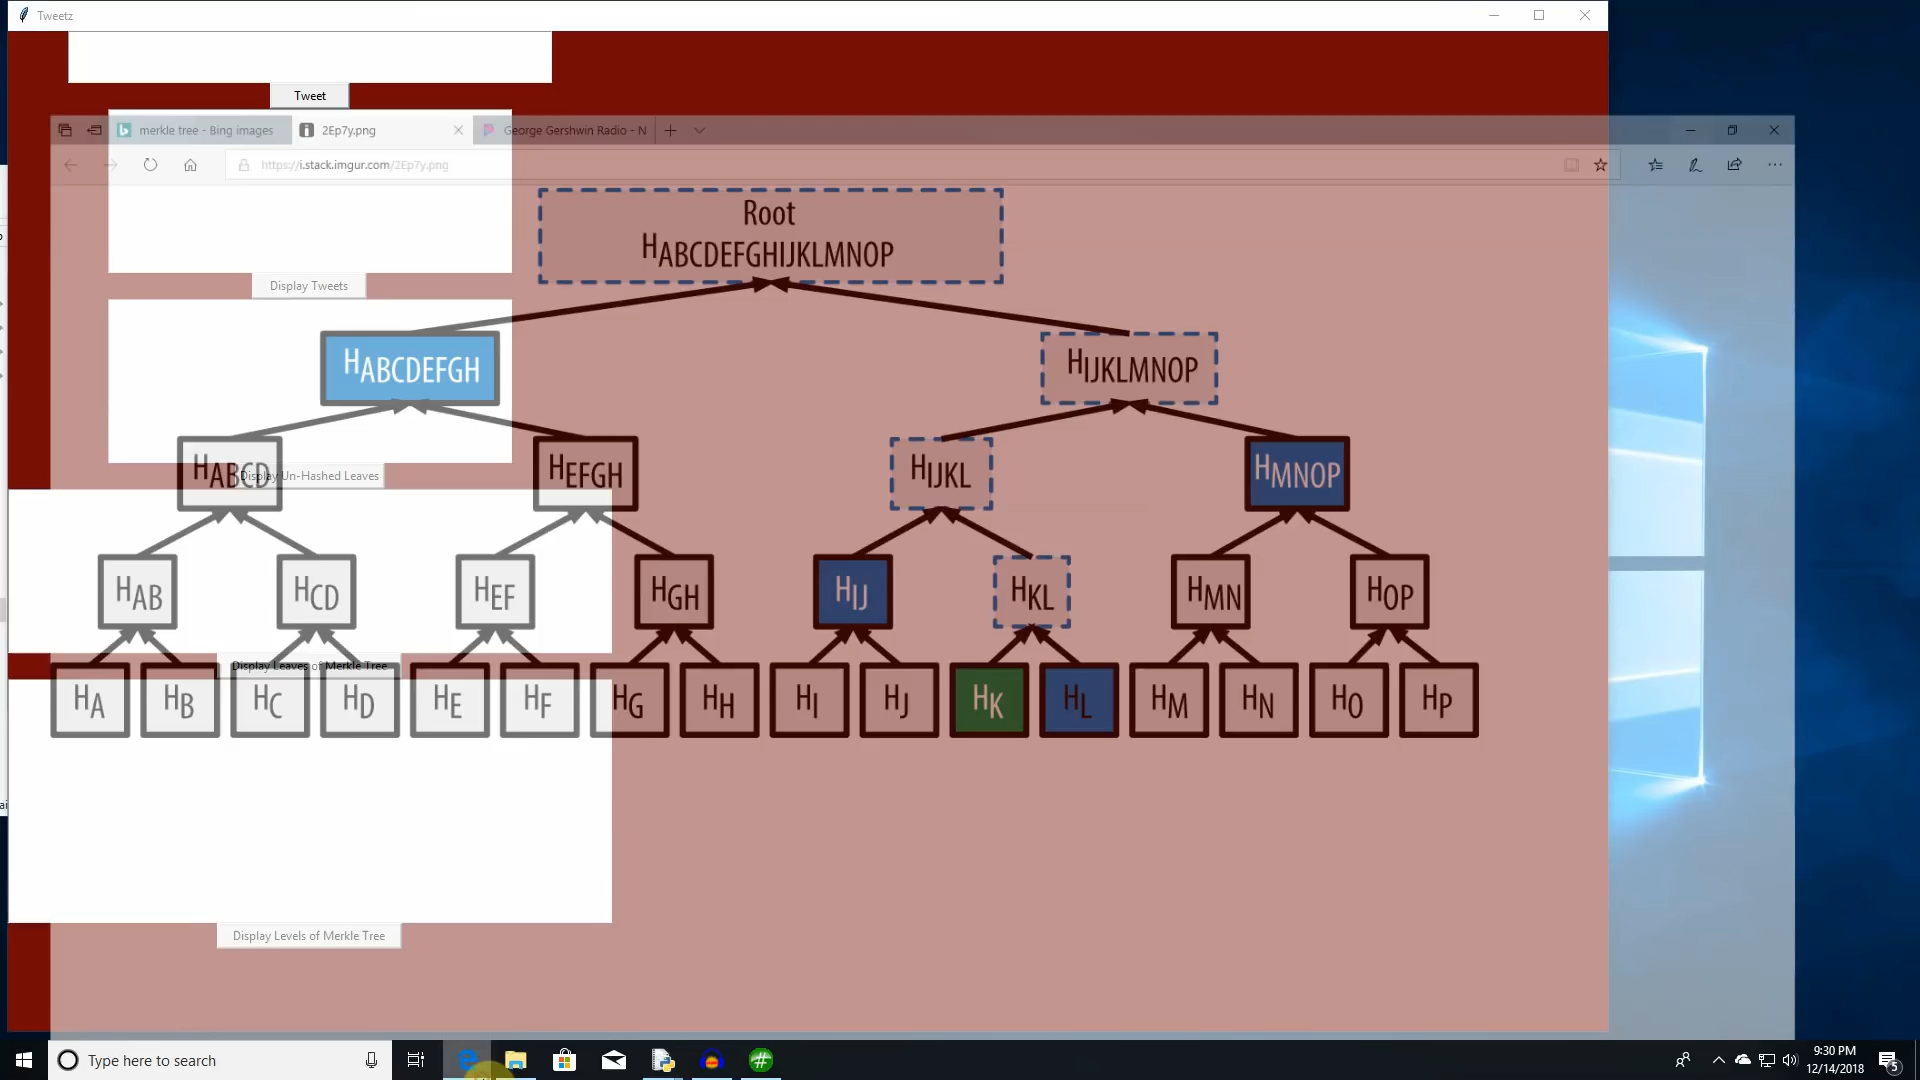 Tweetz
Tweet
merkle tree - Bing images
2Ep7y.png
George Gershwin Radio - N
https://i.stack.imgur.com/2Ep7y.png
Root
HABCDEFGHIJKLMNOP
Display Tweets
HABCDEFGH
HIJKLMNOP
HABCD
Display Un-Hashed Leaves
HEFGH
HIJKL
HMNOP
HAB
HCD
HEF
HGH
HIJ
HKL
HMN
HOP
Display Leaves of Merkle Tree
HA
HB
HC
HD
HE
HF
HG
HH
HI
HJ
HK
HL
HM
HN
HO
HP
Display Levels of Merkle Tree
Type here to search
9:30 PM
12/14/2018
5